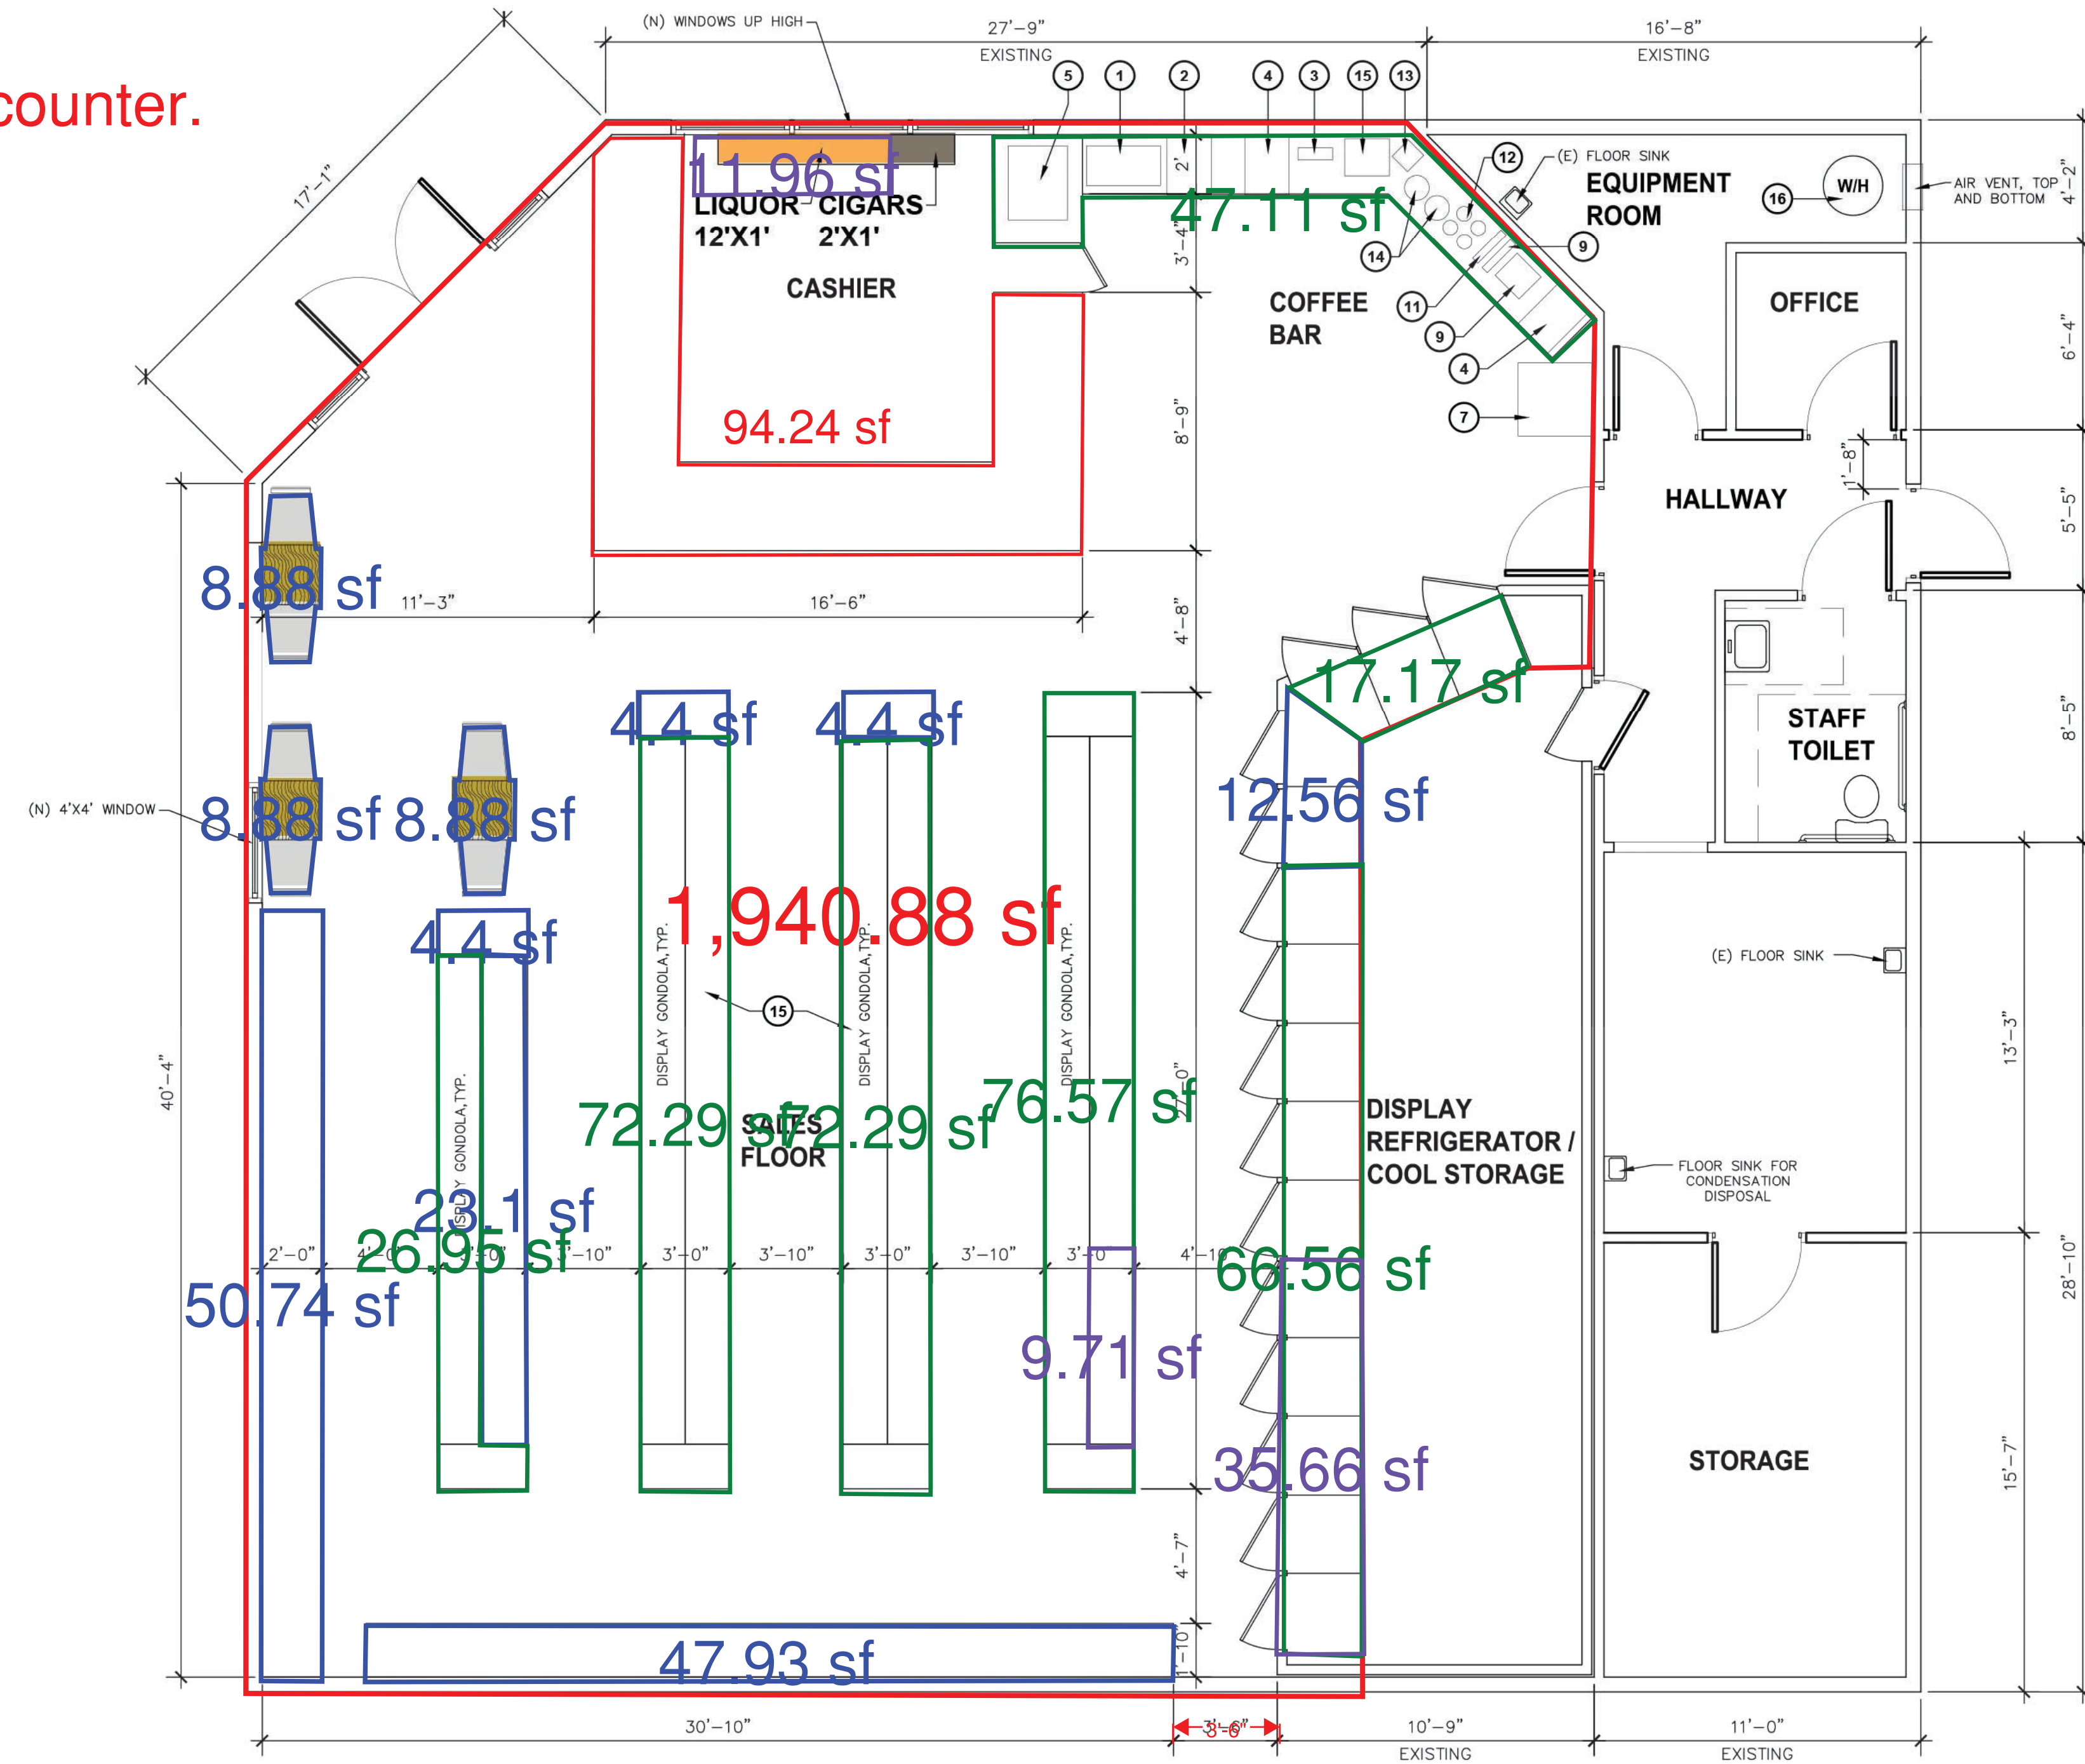 counter.
(N) WINDOWS UP HIGH
27'-9"
EXISTING
16'-8"
EXISTING
5
1
2
4
3
15
13
17'-1"
11.96 sf
LIQUOR
12'X1'
CIGARS
2'X1'
CASHIER
94.24 sf
2'
3'-4"
47.11 sf
COFFEE
BAR
12
(E) FLOOR SINK
EQUIPMENT
ROOM
16
W/H
AIR VENT, TOP
AND BOTTOM
4'-2"
14
9
11
9
4
7
OFFICE
6'-4"
8'-9"
HALLWAY
1'-8"
5'-5"
8.88 sf
11'-3"
16'-6"
4'-8"
17.17 sf
STAFF
TOILET
8'-5"
4.4 sf
4.4 sf
(N) 4'X4' WINDOW
8.88 sf
8.88 sf
12.56 sf
1,940.88 sf
4.4 sf
DISPLAY GONDOLA,TYP.
DISPLAY GONDOLA,TYP.
DISPLAY GONDOLA,TYP.
DISPLAY GONDOLA,TYP.
15
(E) FLOOR SINK
40'-4"
72.29 sf
72.29 sf
76.57 sf
SALES
FLOOR
DISPLAY
REFRIGERATOR /
COOL STORAGE
FLOOR SINK FOR
CONDENSATION
DISPOSAL
13'-3"
23.1 sf
26.95 sf
2'-0"
3'-0"
3'-10"
3'-0"
3'-10"
3'-0"
4'-10"
66.56 sf
28'-10"
50.74 sf
9.71 sf
35.66 sf
STORAGE
15'-7"
4'-7"
1'-10"
47.93 sf
30'-10"
3'-6"
10'-9"
EXISTING
11'-0"
EXISTING